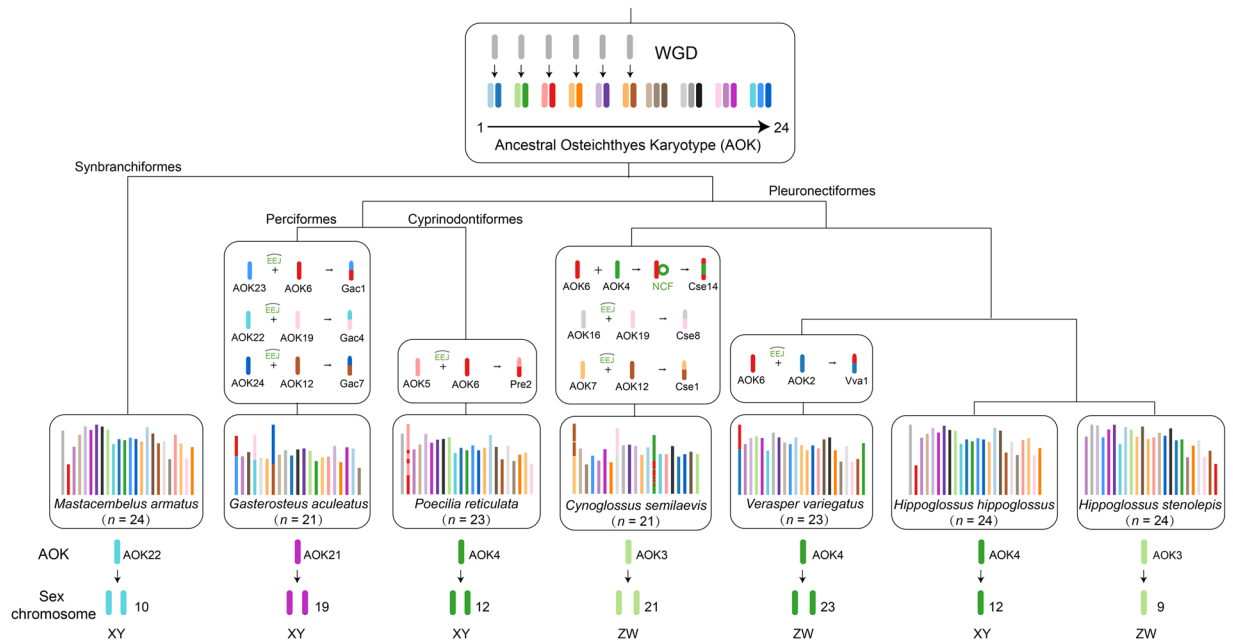 WGD
1
24
Ancestral Osteichthyes Karyotype (AOK)
Synbranchiformes
Pleuronectiformes
Perciformes
Cyprinodontiformes
EEJ
+
AOK23
AOK6
Gac1
EEJ
+
AOK22
AOK19
Gac4
EEJ
+
AOK24
AOK12
Gac7
EEJ
+
AOK5
AOK6
Pre2
+
AOK6
AOK4
NCF
Cse14
EEJ
+
AOK16
AOK19
Cse8
EEJ
+
AOK7
AOK12
Cse1
EEJ
+
AOK6
AOK2
Vva1
Mastacembelus armatus
(n = 24)
Gasterosteus aculeatus
(n = 21)
Poecilia reticulata
(n = 23)
Cynoglossus semilaevis
(n = 21)
Verasper variegatus
(n = 23)
Hippoglossus hippoglossus
(n = 24)
Hippoglossus stenolepis
(n = 24)
AOK
AOK22
AOK21
AOK4
AOK3
AOK4
AOK4
AOK3
Sex
chromosome
10
19
12
21
23
12
9
XY
XY
XY
ZW
ZW
XY
ZW